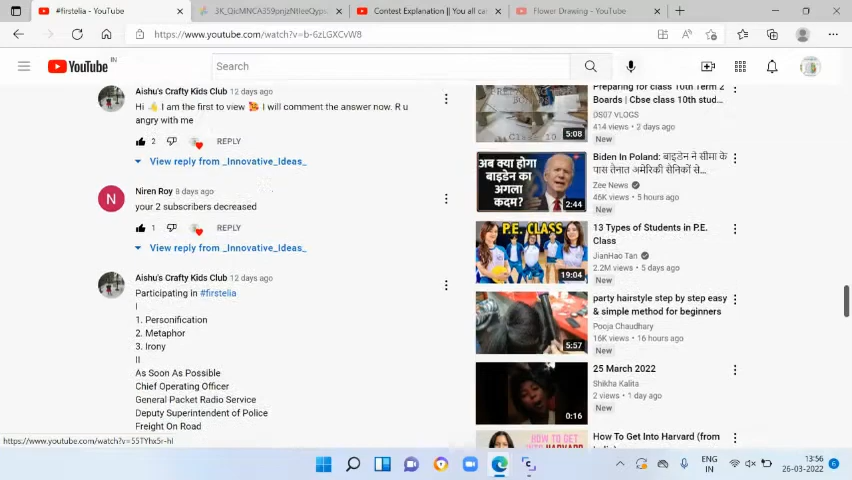 #firstelia - YouTube
3K_QicMNCA359pnjzNtIeeQypv
Contest Explanation || You all ca
Flower Drawing - YouTube
https://www.youtube.com/watch?v=b-6zLGXCvW8
YouTube IN
Search
Aishu's Crafty Kids Club 12 days ago
Hi I am the first to view I will comment the answer now. R u
angry with me
2 REPLY
View reply from _Innovative_Ideas_
N
Niren Roy 8 days ago
your 2 subscribers decreased
1 REPLY
View reply from _Innovative_Ideas_
Aishu's Crafty Kids Club 12 days ago
Participating in #firstelia
I
1. Personification
2. Metaphor
3. Irony
II
As Soon As Possible
Chief Operating Officer
General Packet Radio Service
Deputy Superintendent of Police
Freight On Road
Preparing for class 10th Term 2
Boards | Cbse class 10th stud...
DS07 VLOGS
414 views • 2 days ago
New
5:08
Biden In Poland: बाइडेन ने सीमा के
पास तैनात अमेरिकी सैनिकों से...
Zee News
46K views • 5 hours ago
New
अब क्या होगा
बाइडेन का
अगला
कदम?
2:44
13 Types of Students in P.E.
Class
JianHao Tan
2.2M views • 5 days ago
New
P.E. CLASS
19:04
party hairstyle step by step easy
& simple method for beginners
Pooja Chaudhary
16K views • 16 hours ago
New
5:57
25 March 2022
Shikha Kalita
2 views • 1 day ago
New
0:16
How To Get Into Harvard (from
HOW TO GET
https://www.youtube.com/watch?v=55TYhx5r-hI
ENG
IN
13:56
26-03-2022
6